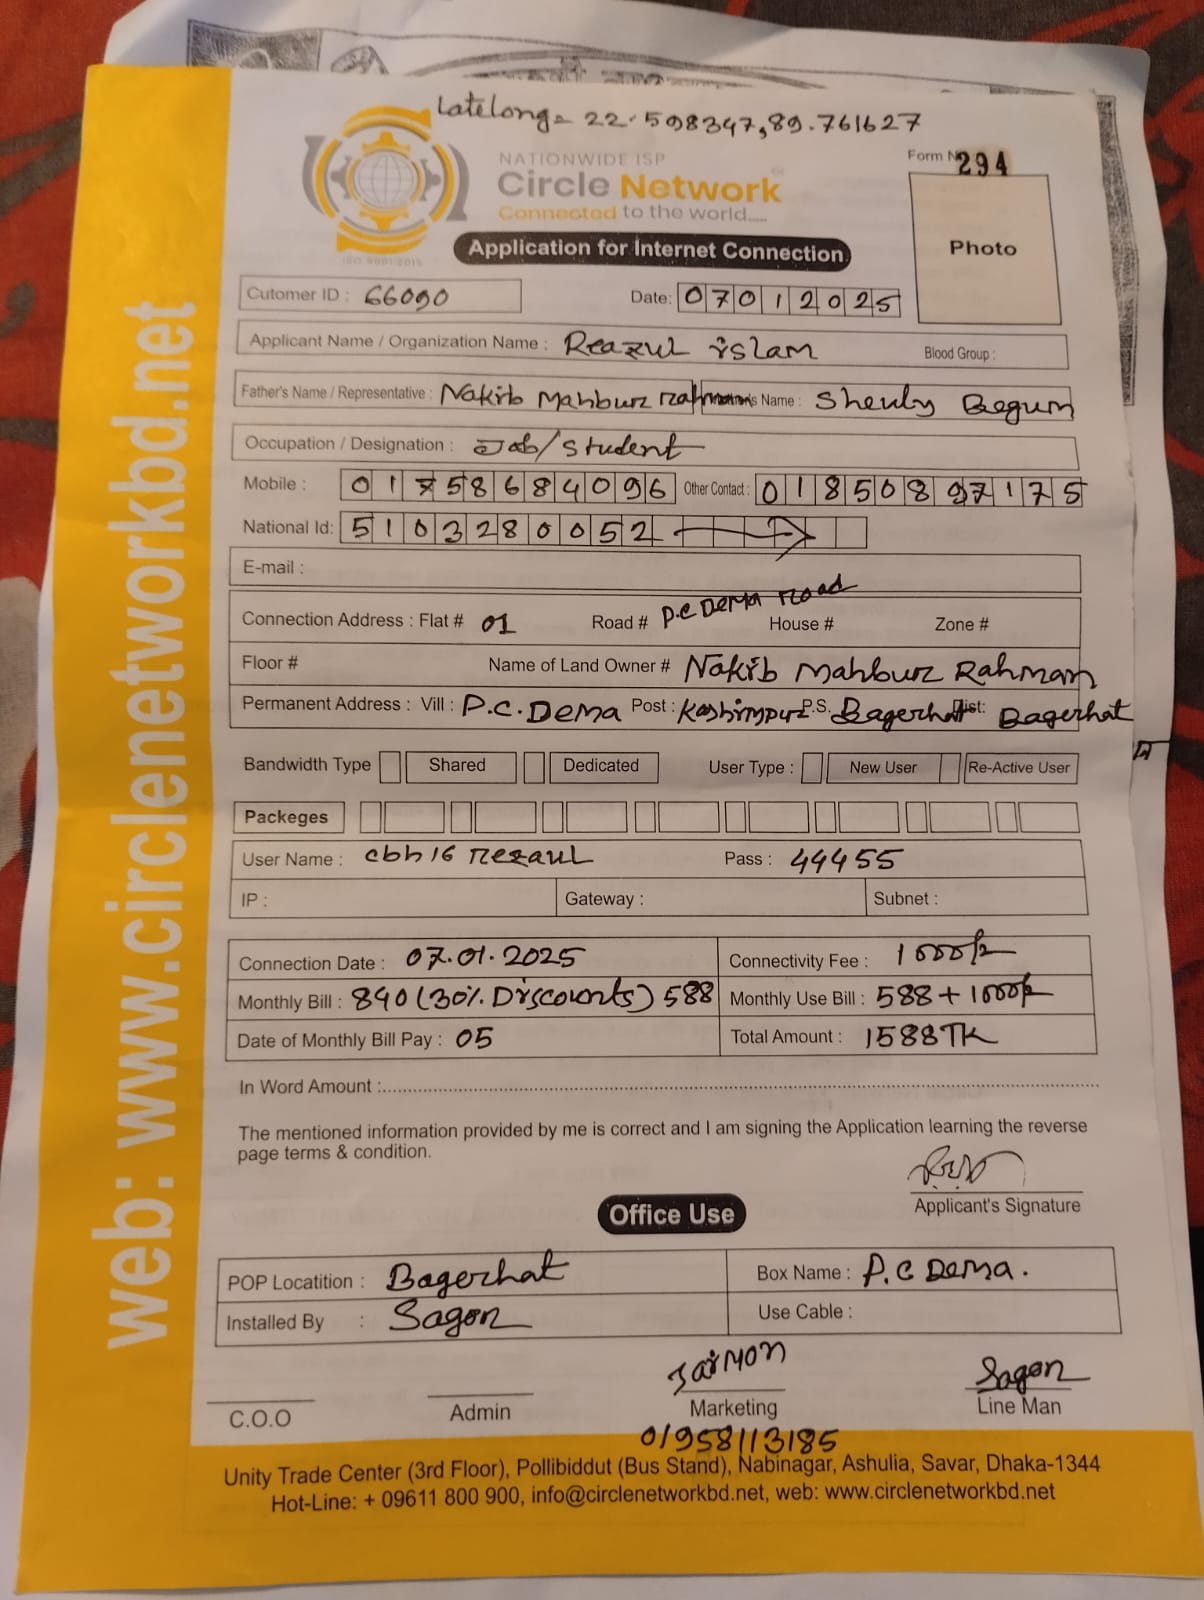 Latelong= 22.598347,89.761627
NATIONWIDE ISP
Circle Network
Connected to the world.....
ISO 9001:2015
Form N 294
Photo
Application for Internet Connection
Cutomer ID : 66090 Date: 07012025
Applicant Name / Organization Name : Reazul islam Blood Group :
Father's Name / Representative : Nakib Mahbur rahman s Name : Sheuly Begum
Occupation / Designation : Job/Student
Mobile : 01758684096 Other Contact : 01850897175
National Id: 5103280052
E-mail :
Connection Address : Flat # 01 Road # P.C Dema Road House # Zone #
Floor # Name of Land Owner # Nakib Mahbur Rahman
Permanent Address : Vill : P.C. Dema Post : Kashimpur P.S. Bagerhat Dist: Bagerhat
Bandwidth Type Shared Dedicated User Type : New User Re-Active User
Packeges
User Name : cbh16 rezaul Pass : 44455
IP : Gateway : Subnet :
Connection Date : 07.01.2025 Connectivity Fee : 1000/-
Monthly Bill : 840 (30% Discounts) 588 Monthly Use Bill : 588 + 1000/-
Date of Monthly Bill Pay : 05 Total Amount : 1588TK
In Word Amount :
The mentioned information provided by me is correct and I am signing the Application learning the reverse
page terms & condition.
Applicant's Signature
Office Use
POP Locatition : Bagerhat Box Name : P.C Dema.
Installed By : Sagor Use Cable :
Sagor
C.O.O Admin Marketing Line Man
01958113185
Unity Trade Center (3rd Floor), Pollibiddut (Bus Stand), Nabinagar, Ashulia, Savar, Dhaka-1344
Hot-Line: + 09611 800 900, info@circlenetworkbd.net, web: www.circlenetworkbd.net
web: www.circlenetworkbd.net